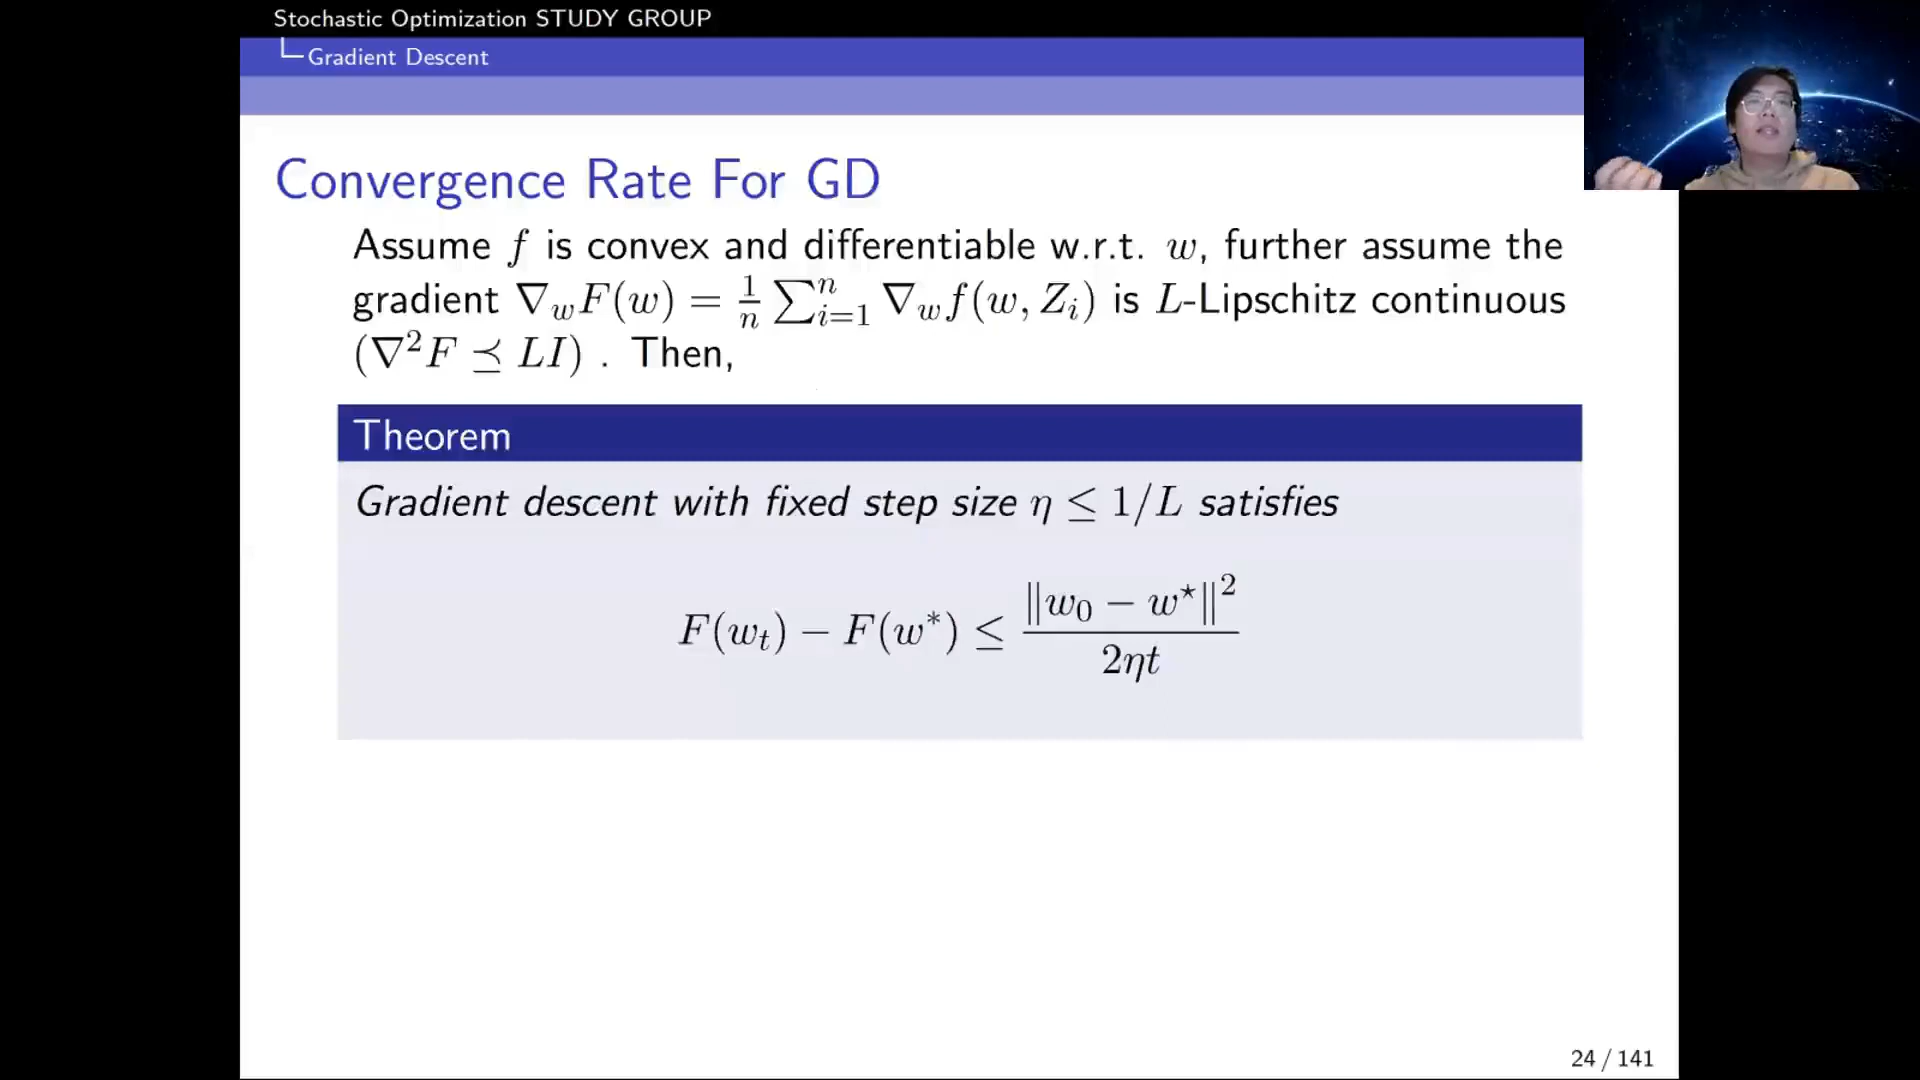 Stochastic Optimization STUDY GROUP
Gradient Descent
Convergence Rate For GD
Assume f is convex and differentiable w.r.t. w, further assume the
gradient ∇_w F(w) = 1/n ∑_{i=1}^n ∇_w f(w, Z_i) is L-Lipschitz continuous
(∇²F ⪯ LI) . Then,
Theorem
Gradient descent with fixed step size η ≤ 1/L satisfies
F(w_t) − F(w*) ≤ ‖w_0 − w⋆‖² / 2ηt
24 / 141